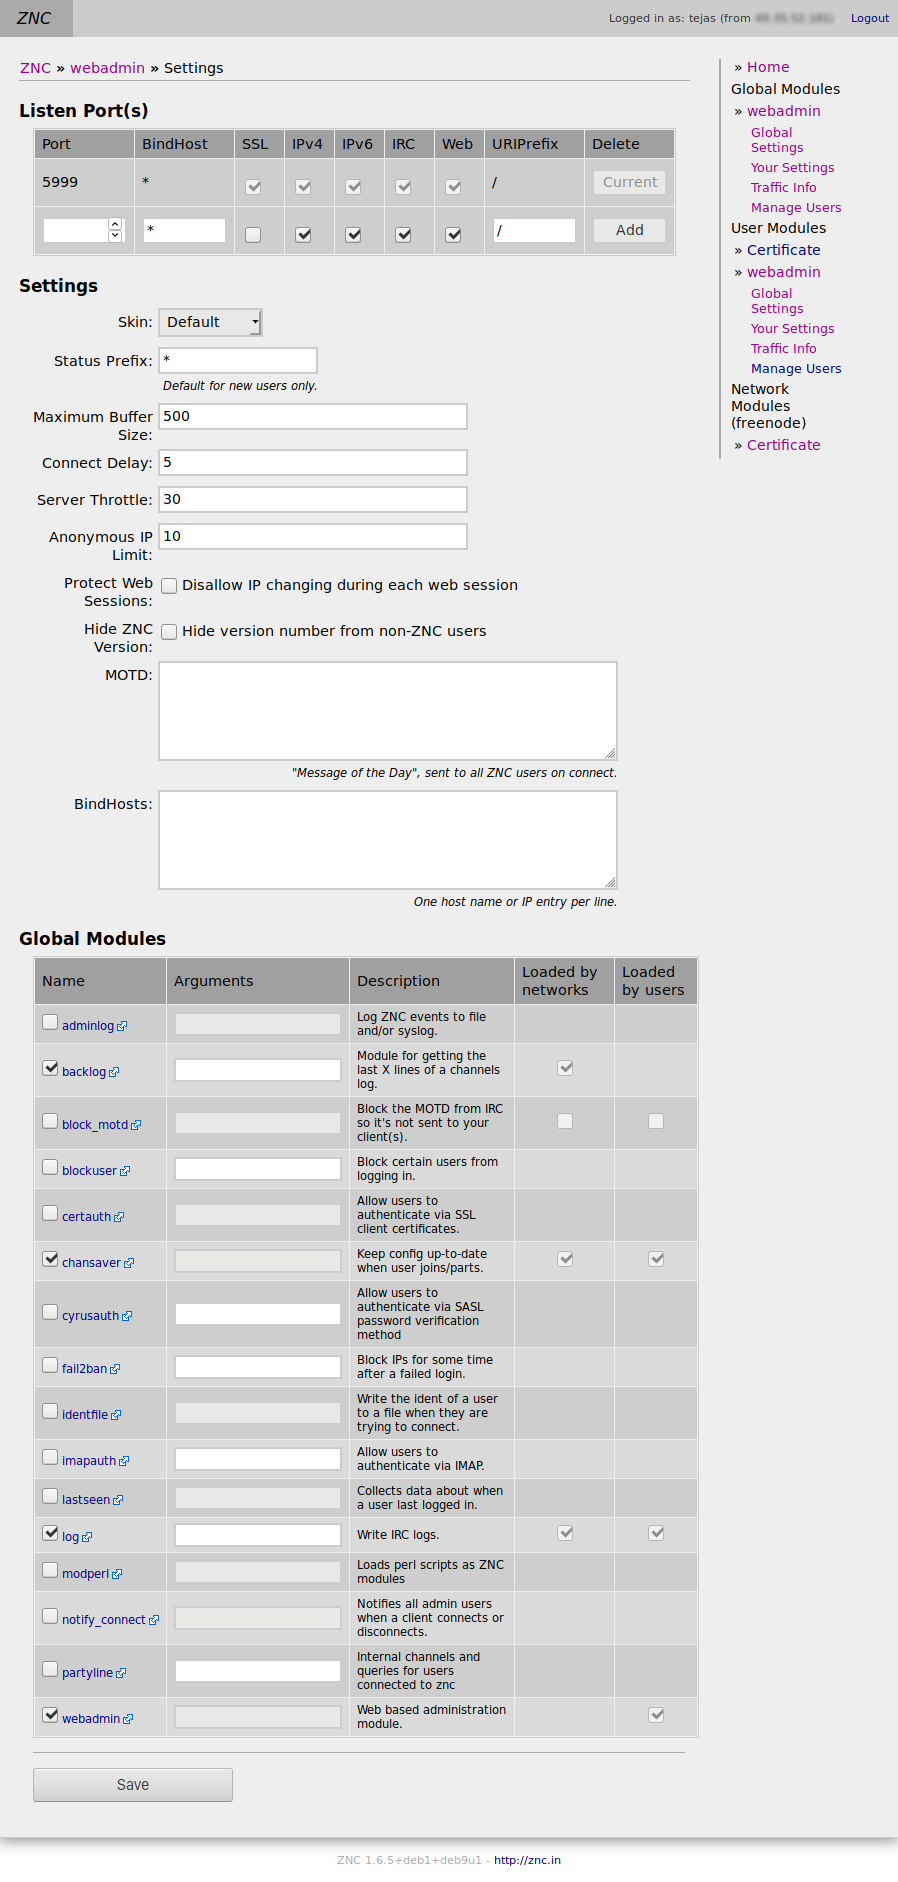 ZNC
Logged in as: tejas (from
Logout
ZNC » webadmin » Settings
Listen Port(s)
Port BindHost SSL IPv4 IPv6 IRC Web URIPrefix Delete
5999 * / Current
* / Add
Settings
Skin: Default
Status Prefix: *
Default for new users only.
Maximum Buffer
Size:
500
Connect Delay: 5
Server Throttle: 30
Anonymous IP
Limit:
10
Protect Web
Sessions:
Disallow IP changing during each web session
Hide ZNC
Version:
Hide version number from non-ZNC users
MOTD:
"Message of the Day", sent to all ZNC users on connect.
BindHosts:
One host name or IP entry per line.
Global Modules
Name Arguments Description Loaded by
networks
Loaded
by users
adminlog
Log ZNC events to file
and/or syslog.
backlog
Module for getting the
last X lines of a channels
log.
block_motd
Block the MOTD from IRC
so it's not sent to your
client(s).
blockuser
Block certain users from
logging in.
certauth
Allow users to
authenticate via SSL
client certificates.
chansaver
Keep config up-to-date
when user joins/parts.
cyrusauth
Allow users to
authenticate via SASL
password verification
method
fail2ban
Block IPs for some time
after a failed login.
identfile
Write the ident of a user
to a file when they are
trying to connect.
imapauth
Allow users to
authenticate via IMAP.
lastseen
Collects data about when
a user last logged in.
log
Write IRC logs.
modperl
Loads perl scripts as ZNC
modules
notify_connect
Notifies all admin users
when a client connects or
disconnects.
partyline
Internal channels and
queries for users
connected to znc
webadmin
Web based administration
module.
Save
» Home
Global Modules
» webadmin
Global
Settings
Your Settings
Traffic Info
Manage Users
User Modules
» Certificate
» webadmin
Global
Settings
Your Settings
Traffic Info
Manage Users
Network
Modules
(freenode)
» Certificate
ZNC 1.6.5+deb1+deb9u1 - http://znc.in